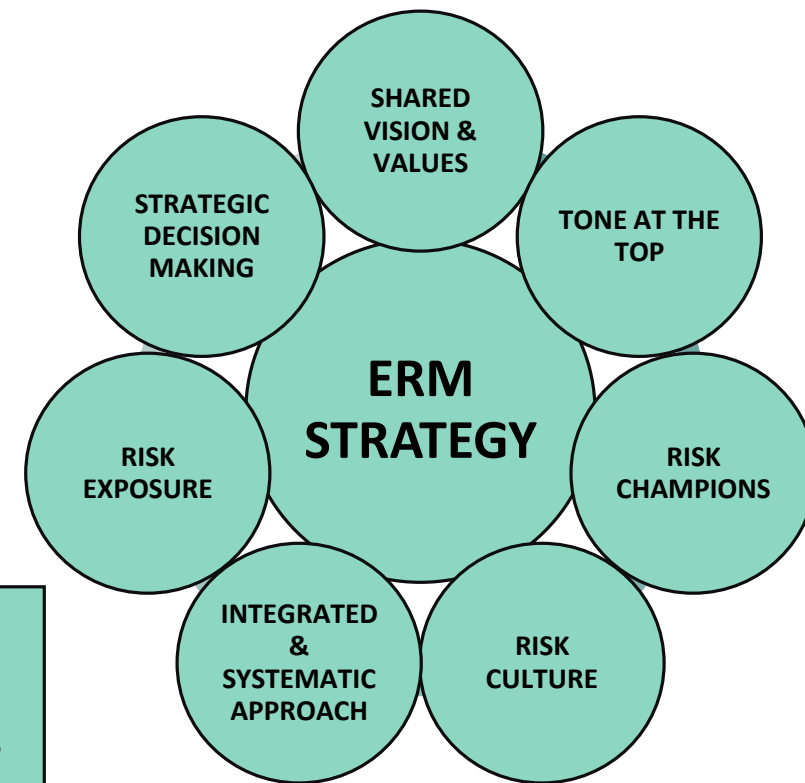 SHARED
VISION &
VALUES
TONE AT THE
TOP
RISK
CHAMPIONS
RISK
CULTURE
INTEGRATED
&
SYSTEMATIC
APPROACH
RISK
EXPOSURE
STRATEGIC
DECISION
MAKING
ERM
STRATEGY